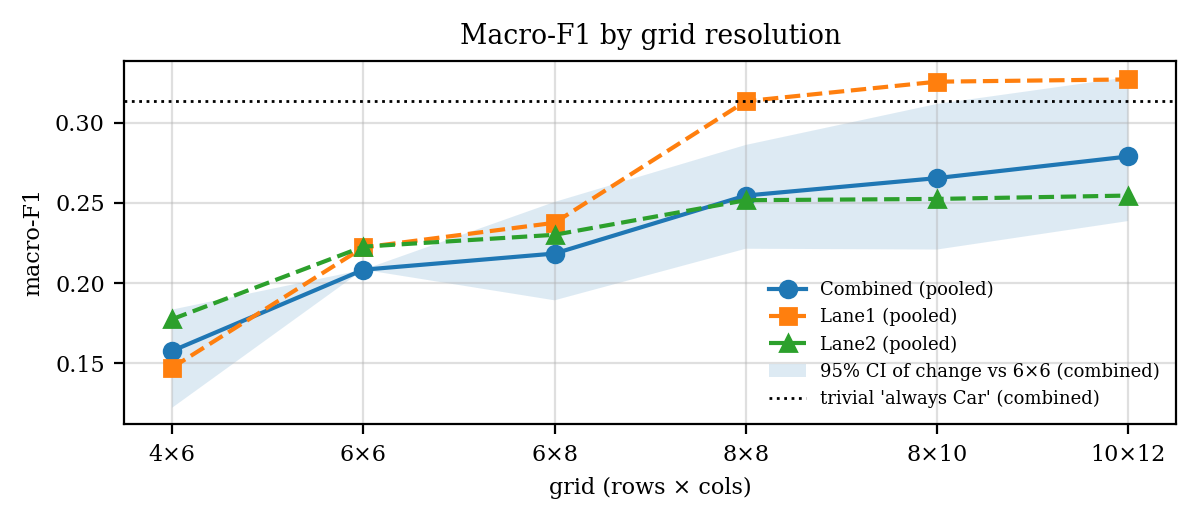 Macro-F1 by grid resolution
macro-F1
0.30
0.25
0.20
0.15
Combined (pooled)
Lane1 (pooled)
Lane2 (pooled)
95% CI of change vs 6×6 (combined)
trivial 'always Car' (combined)
4×6 6×6 6×8 8×8 8×10 10×12
grid (rows × cols)